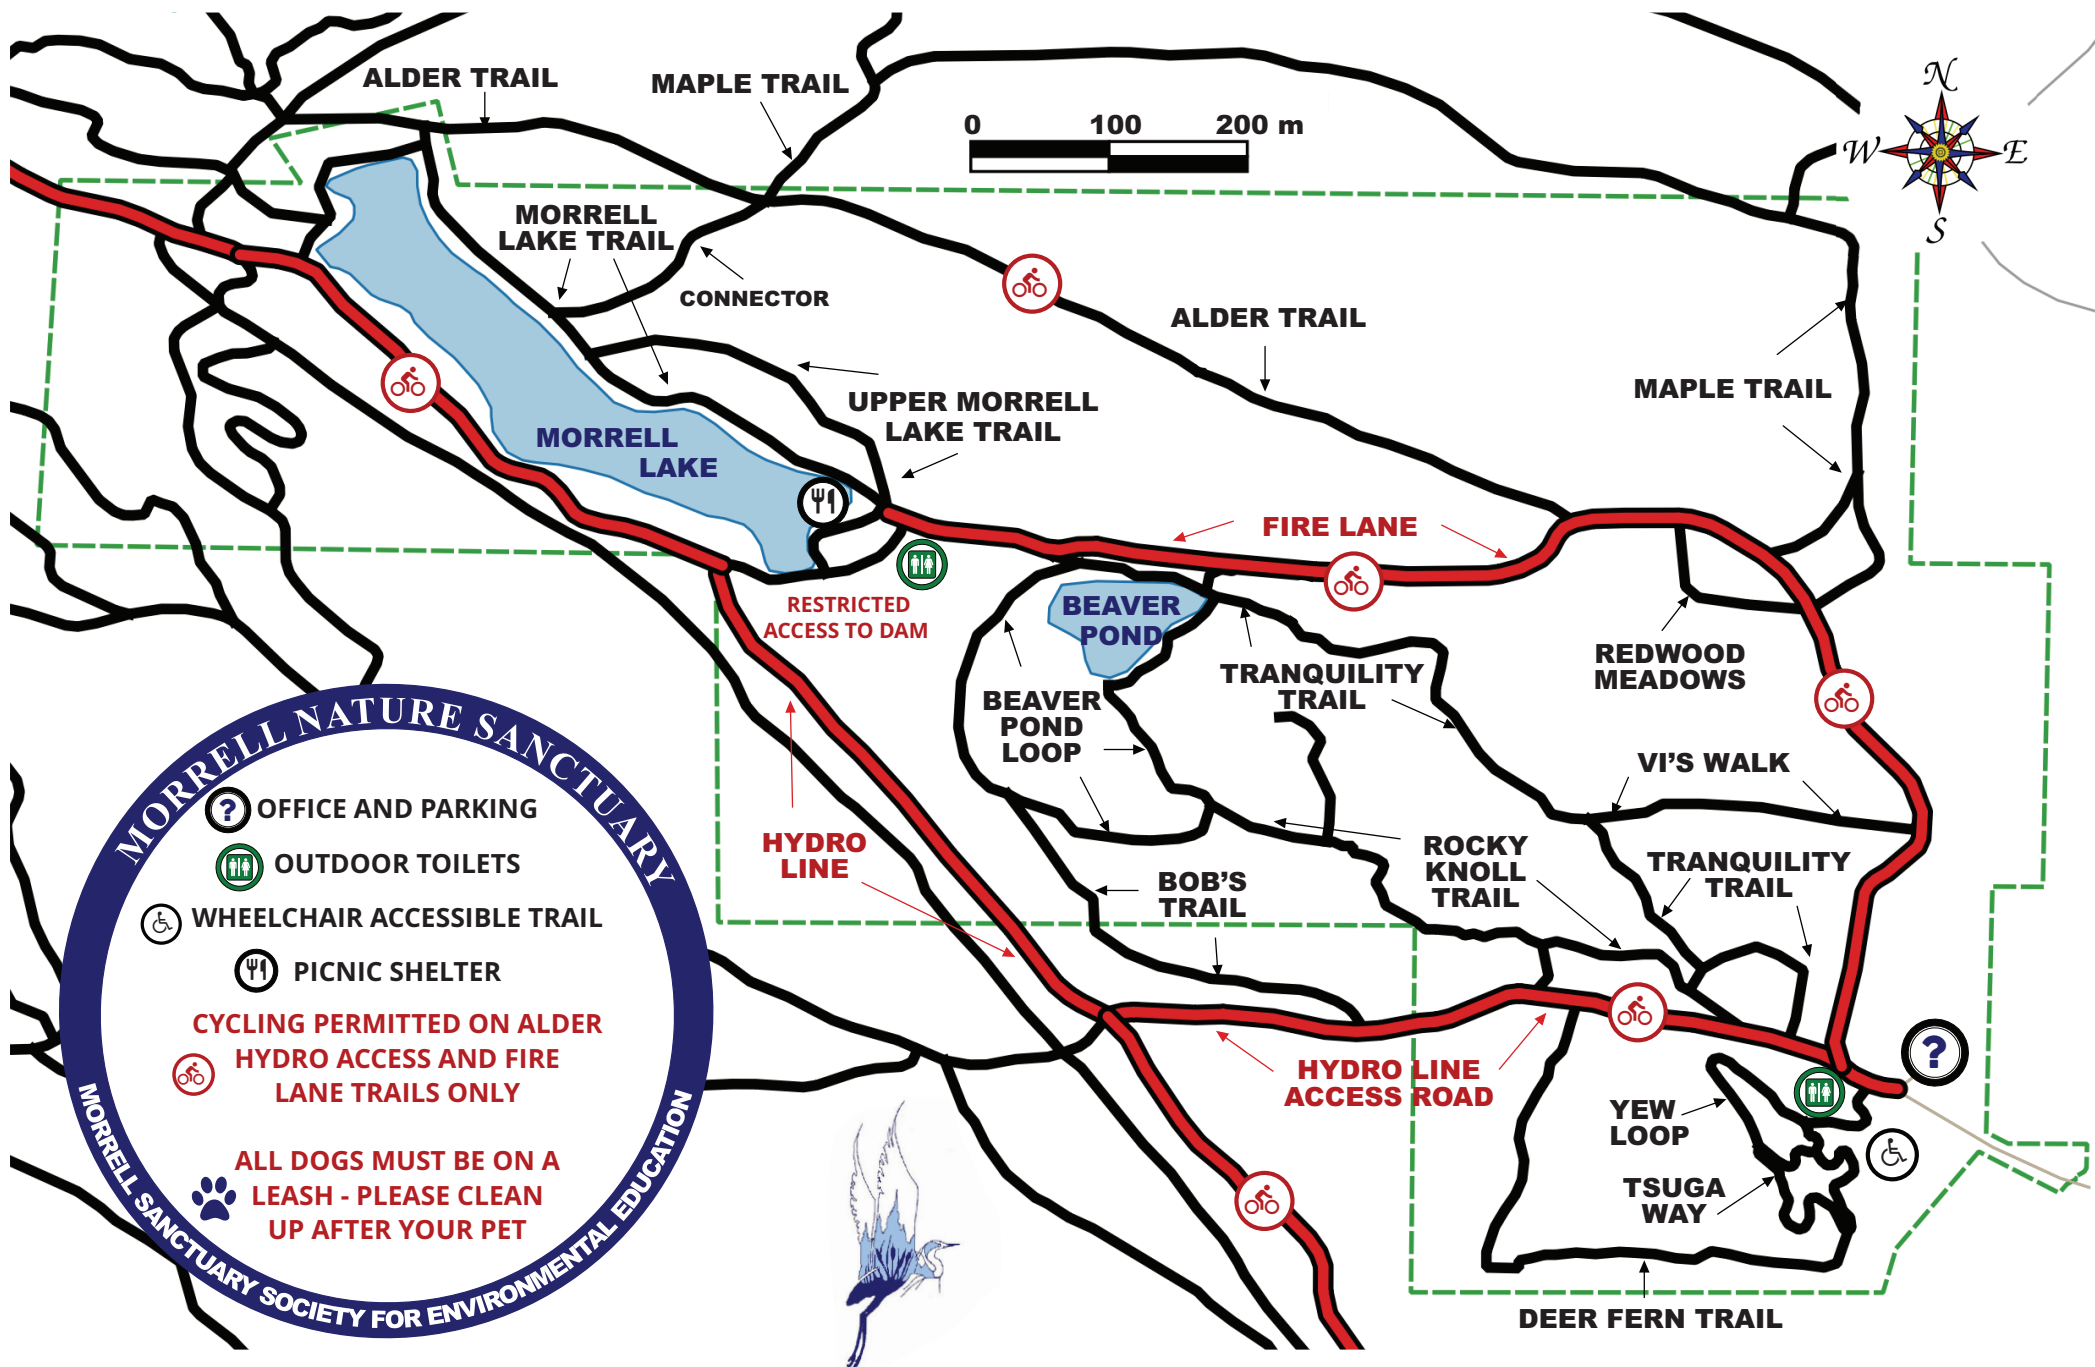 ALDER TRAIL
MAPLE TRAIL
0 100 200 m
N
W E
S
MORRELL
LAKE TRAIL
CONNECTOR
ALDER TRAIL
MAPLE TRAIL
UPPER MORRELL
LAKE TRAIL
MORRELL
LAKE
FIRE LANE
RESTRICTED
ACCESS TO DAM
BEAVER
POND
TRANQUILITY
TRAIL
REDWOOD
MEADOWS
BEAVER
POND
LOOP
VI'S WALK
HYDRO
LINE
ROCKY
KNOLL
TRAIL
TRANQUILITY
TRAIL
BOB'S
TRAIL
HYDRO LINE
ACCESS ROAD
?
YEW
LOOP
TSUGA
WAY
DEER FERN TRAIL
MORRELL NATURE SANCTUARY
? OFFICE AND PARKING
OUTDOOR TOILETS
WHEELCHAIR ACCESSIBLE TRAIL
PICNIC SHELTER
CYCLING PERMITTED ON ALDER
HYDRO ACCESS AND FIRE
LANE TRAILS ONLY
ALL DOGS MUST BE ON A
LEASH - PLEASE CLEAN
UP AFTER YOUR PET
MORRELL SANCTUARY SOCIETY FOR ENVIRONMENTAL EDUCATION